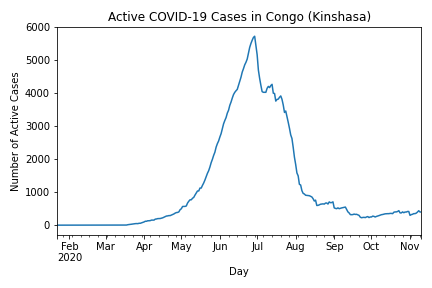 Active COVID-19 Cases in Congo (Kinshasa)
Number of Active Cases
6000
5000
4000
3000
2000
1000
0
Feb Mar Apr May Jun Jul Aug Sep Oct Nov
2020
Day